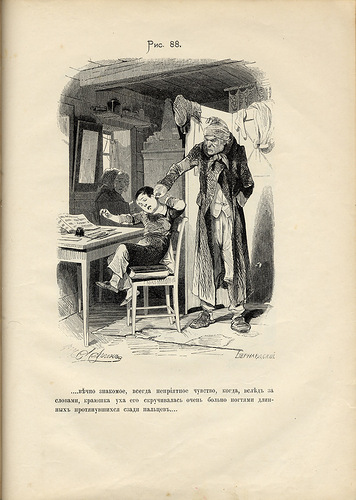 Рис. 88.
....вѣчно знакомое, всегда непріятное чувство, когда, вслѣдъ за
словами, краюшка уха его скручивалась очень больно ногтями длин-
ныхъ протянувшихся сзади пальцевъ....